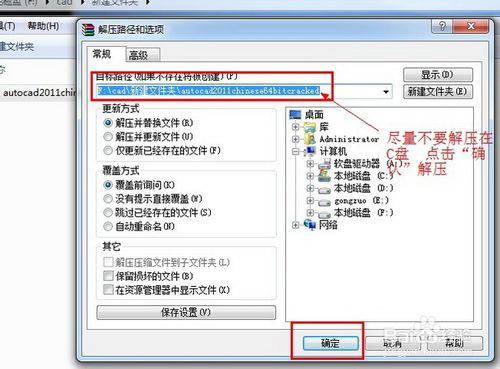 cad
新建文件夹
具(T)
帮助(H)
建文件夹
autocad2011chin
解压路径和选项
常规
高级
目标路径(如果不存在将被创建)(P)
F:\cad\新建文件夹\autocad2011chinese64bitcracked
显示(D)
新建文件夹(E)
更新方式
解压并替换文件(R)
解压并更新文件(U)
仅更新已经存在的文件(F)
覆盖方式
覆盖前询问(K)
没有提示直接覆盖(W)
跳过已经存在的文件(S)
自动重命名(N)
其它
解压压缩文件到子文件夹(L)
保留损坏的文件(B)
在资源管理器中显示文件(X)
保存设置(V)
桌面
库
Administrator
计算机
软盘驱动器 (A:)
本地磁盘 (C:)
本地磁盘 (D:)
gongzuo (E:)
本地磁盘 (F:)
网络
尽量不要解压在
C盘，点击“确
认”解压
确定
取消
帮助
Baidu经验